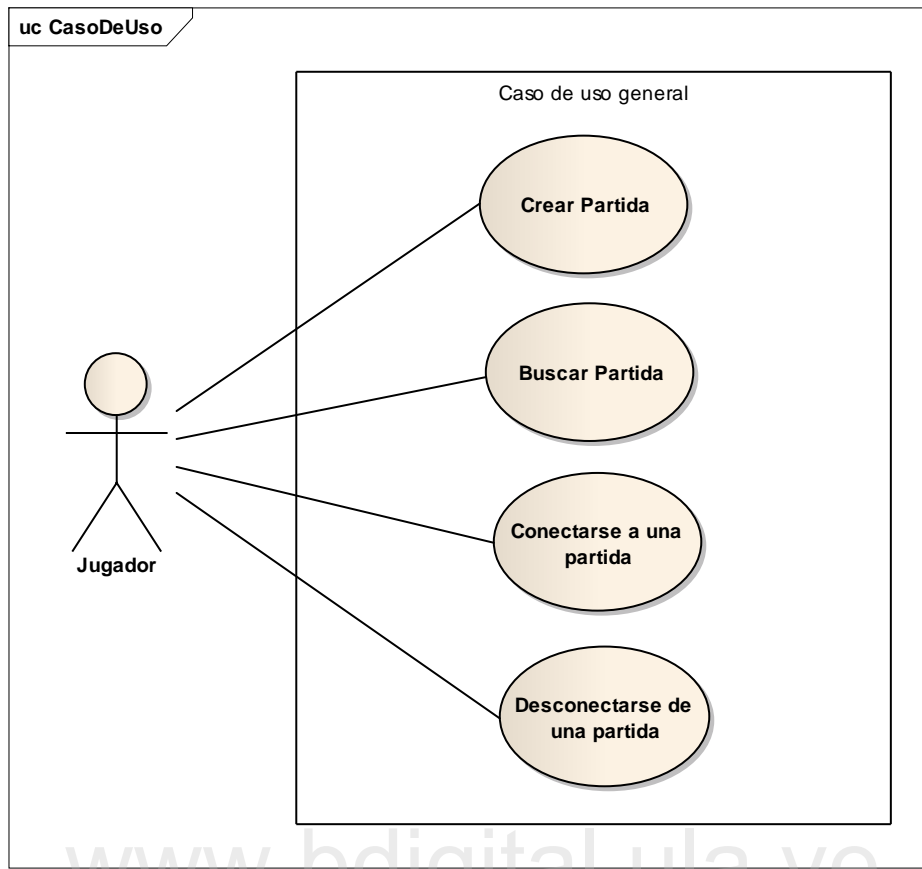 uc CasoDeUso
Caso de uso general
Crear Partida
Buscar Partida
Conectarse a una
partida
Desconectarse de
una partida
Jugador
www.bdigital.ula.ve